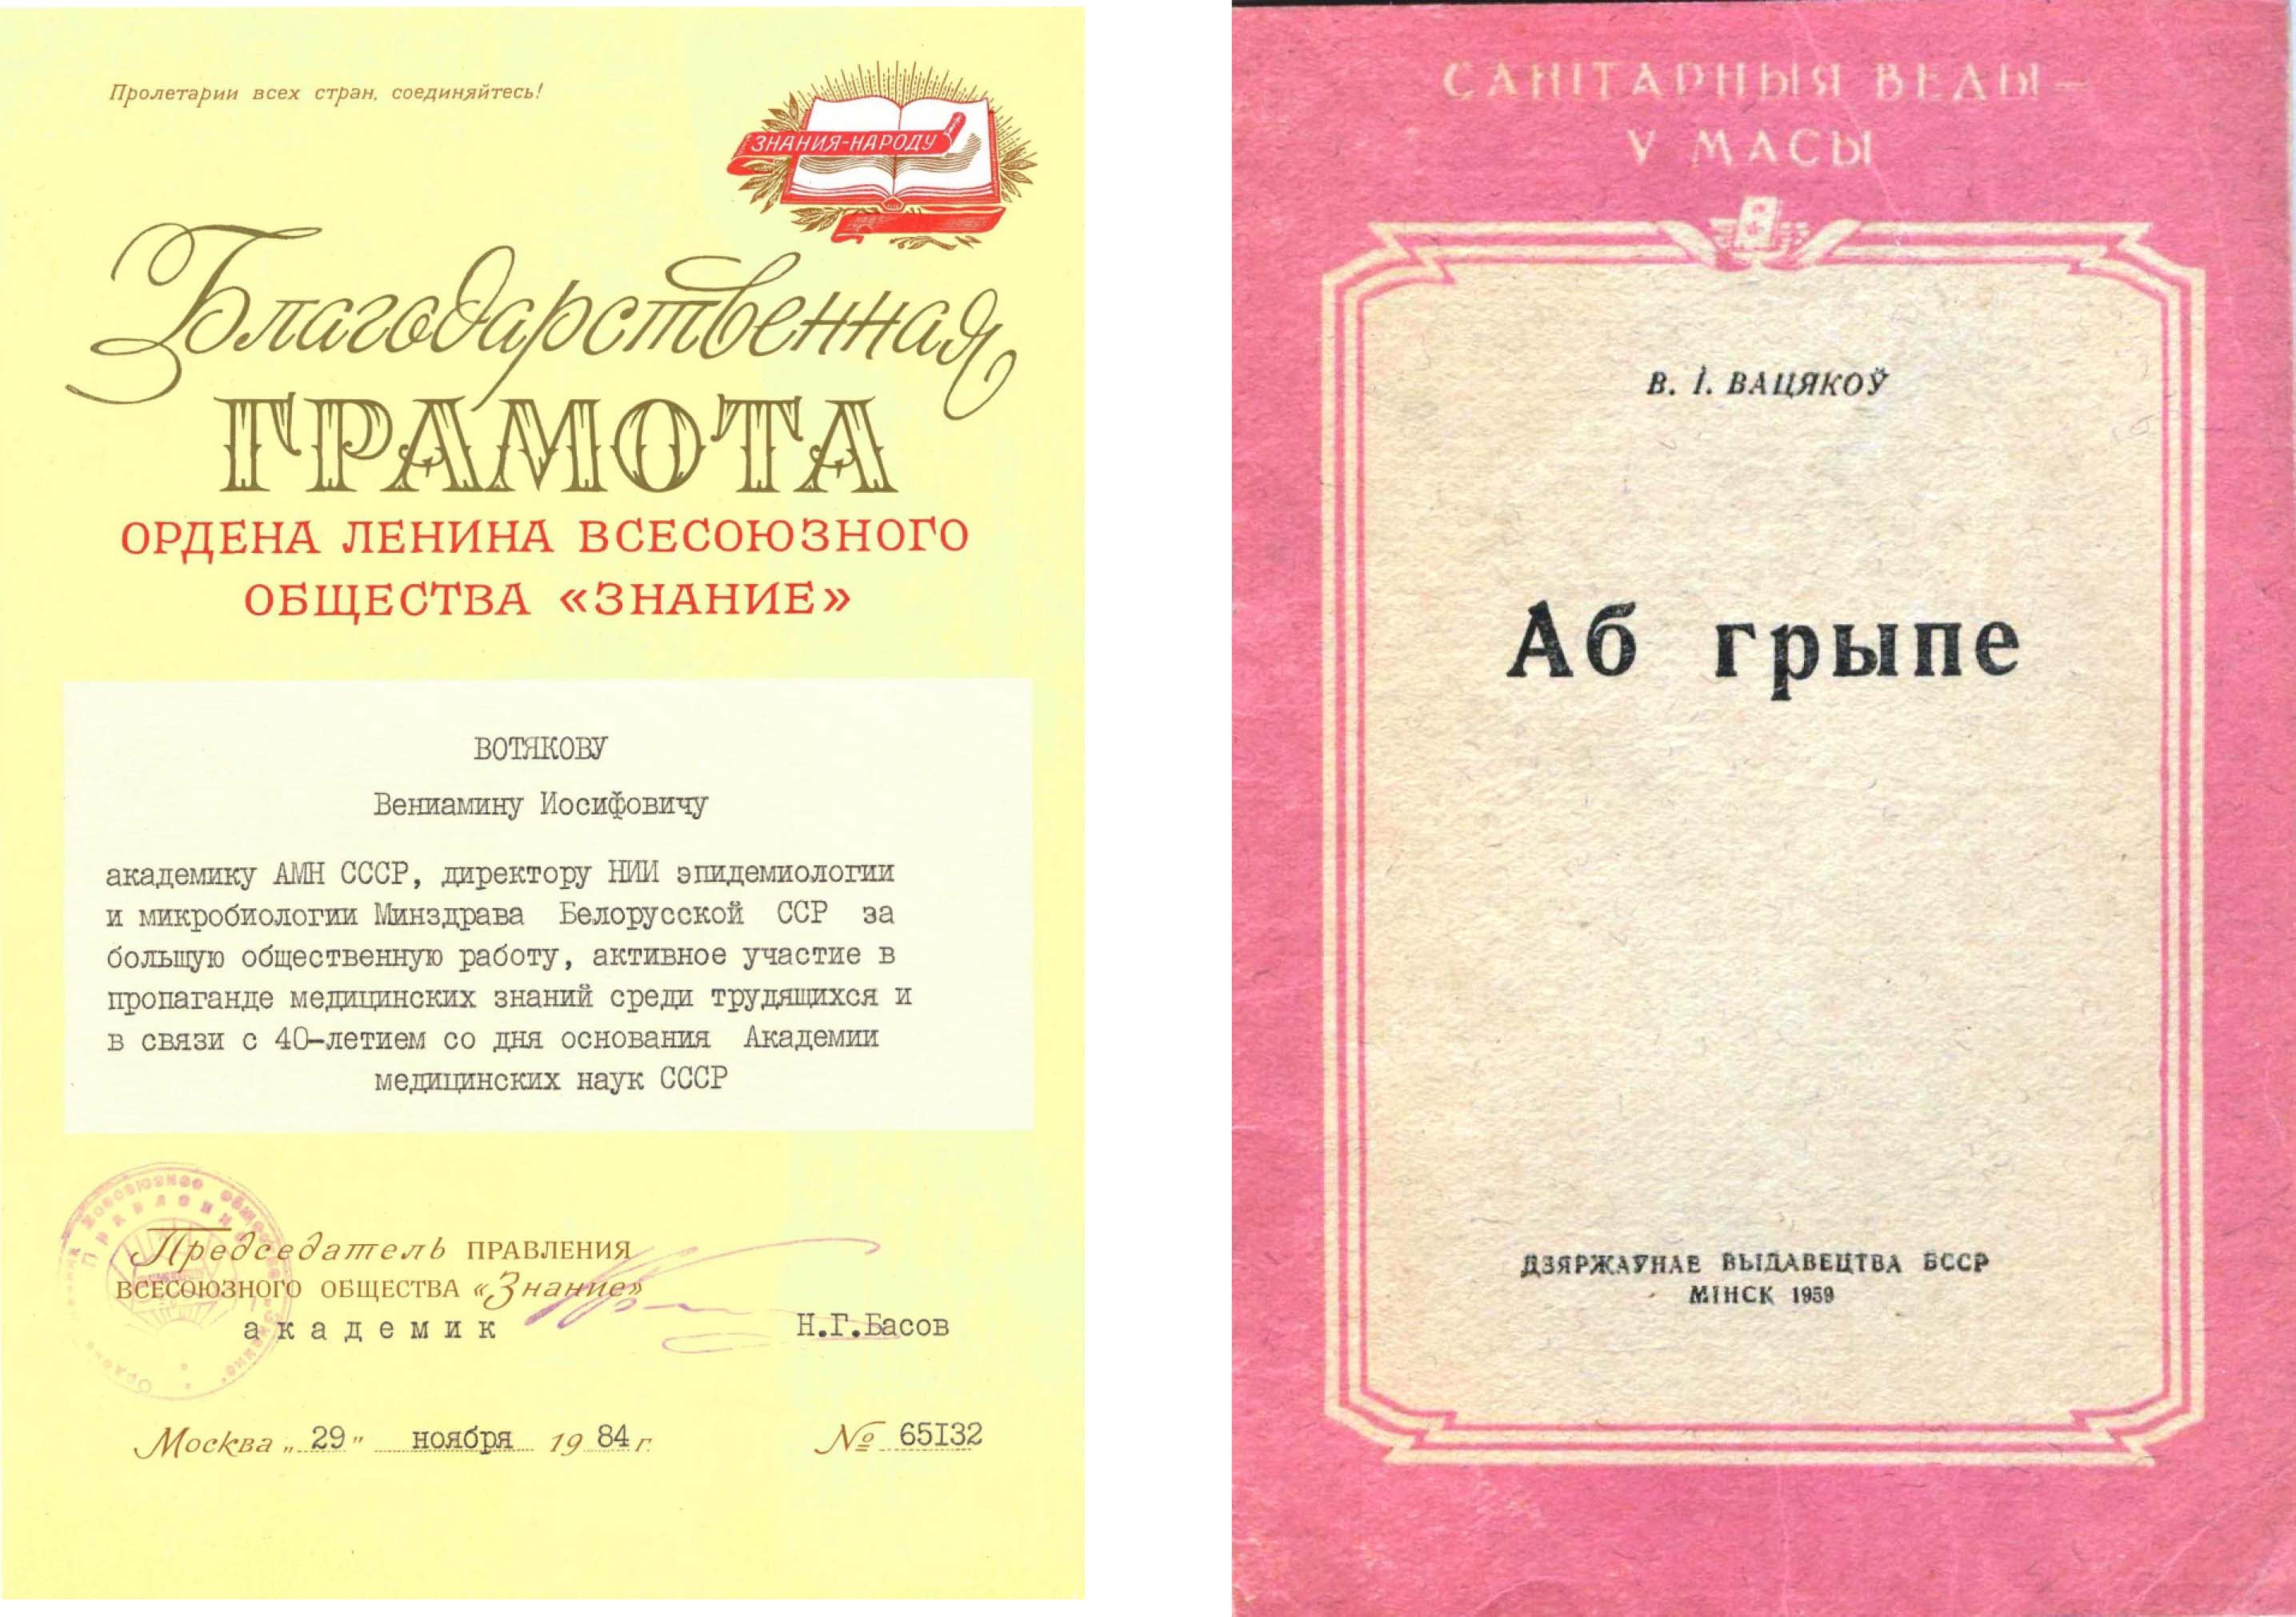 Пролетарии всех стран, соединяйтесь!
ЗНАНИЯ-НАРОДУ
Благодарственная
ГРАМОТА
ОРДЕНА ЛЕНИНА ВСЕСОЮЗНОГО
ОБЩЕСТВА «ЗНАНИЕ»
ВОТЯКОВУ
Вениамину Иосифовичу
академику АМН СССР, директору НИИ эпидемиологии
и микробиологии Минздрава Белорусской ССР за
большую общественную работу, активное участие в
пропаганде медицинских знаний среди трудящихся и
в связи с 40-летием со дня основания Академии
медицинских наук СССР
Председатель ПРАВЛЕНИЯ
ВСЕСОЮЗНОГО ОБЩЕСТВА «Знание»
академик Н.Г.Басов
Москва „29" ноября 1984 г. № 65I32
САНІТАРНЫЯ ВЕДЫ –
У МАСЫ
В. І. ВАЦЯКОЎ
Аб грыпе
ДЗЯРЖАЎНАЕ ВЫДАВЕЦТВА БССР
МІНСК 1959